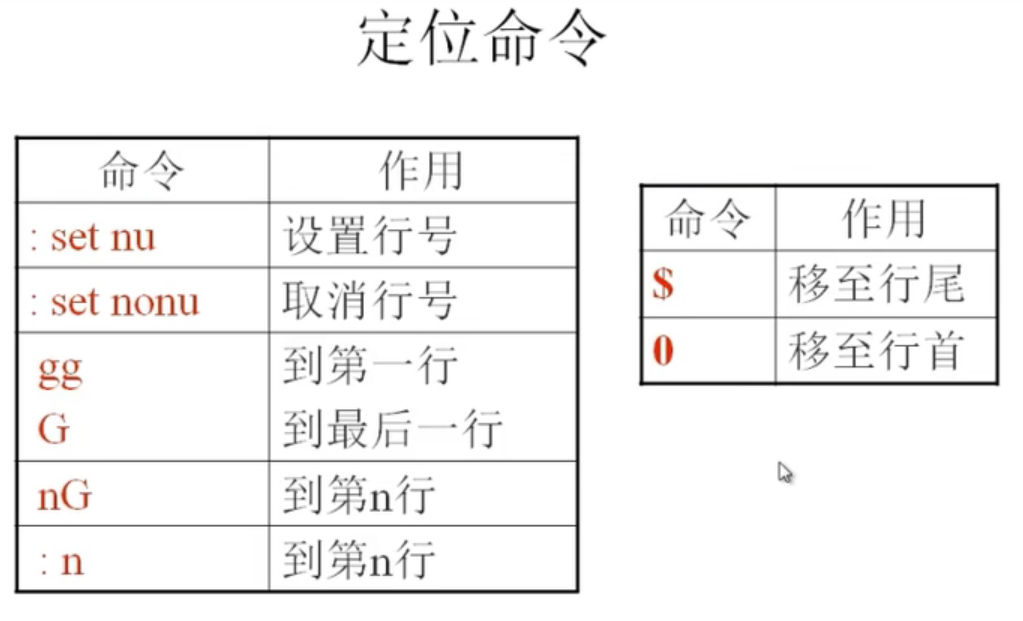 定位命令
命令 作用
: set nu 设置行号
: set nonu 取消行号
gg 到第一行
G 到最后一行
nG 到第n行
: n 到第n行
命令 作用
$ 移至行尾
0 移至行首